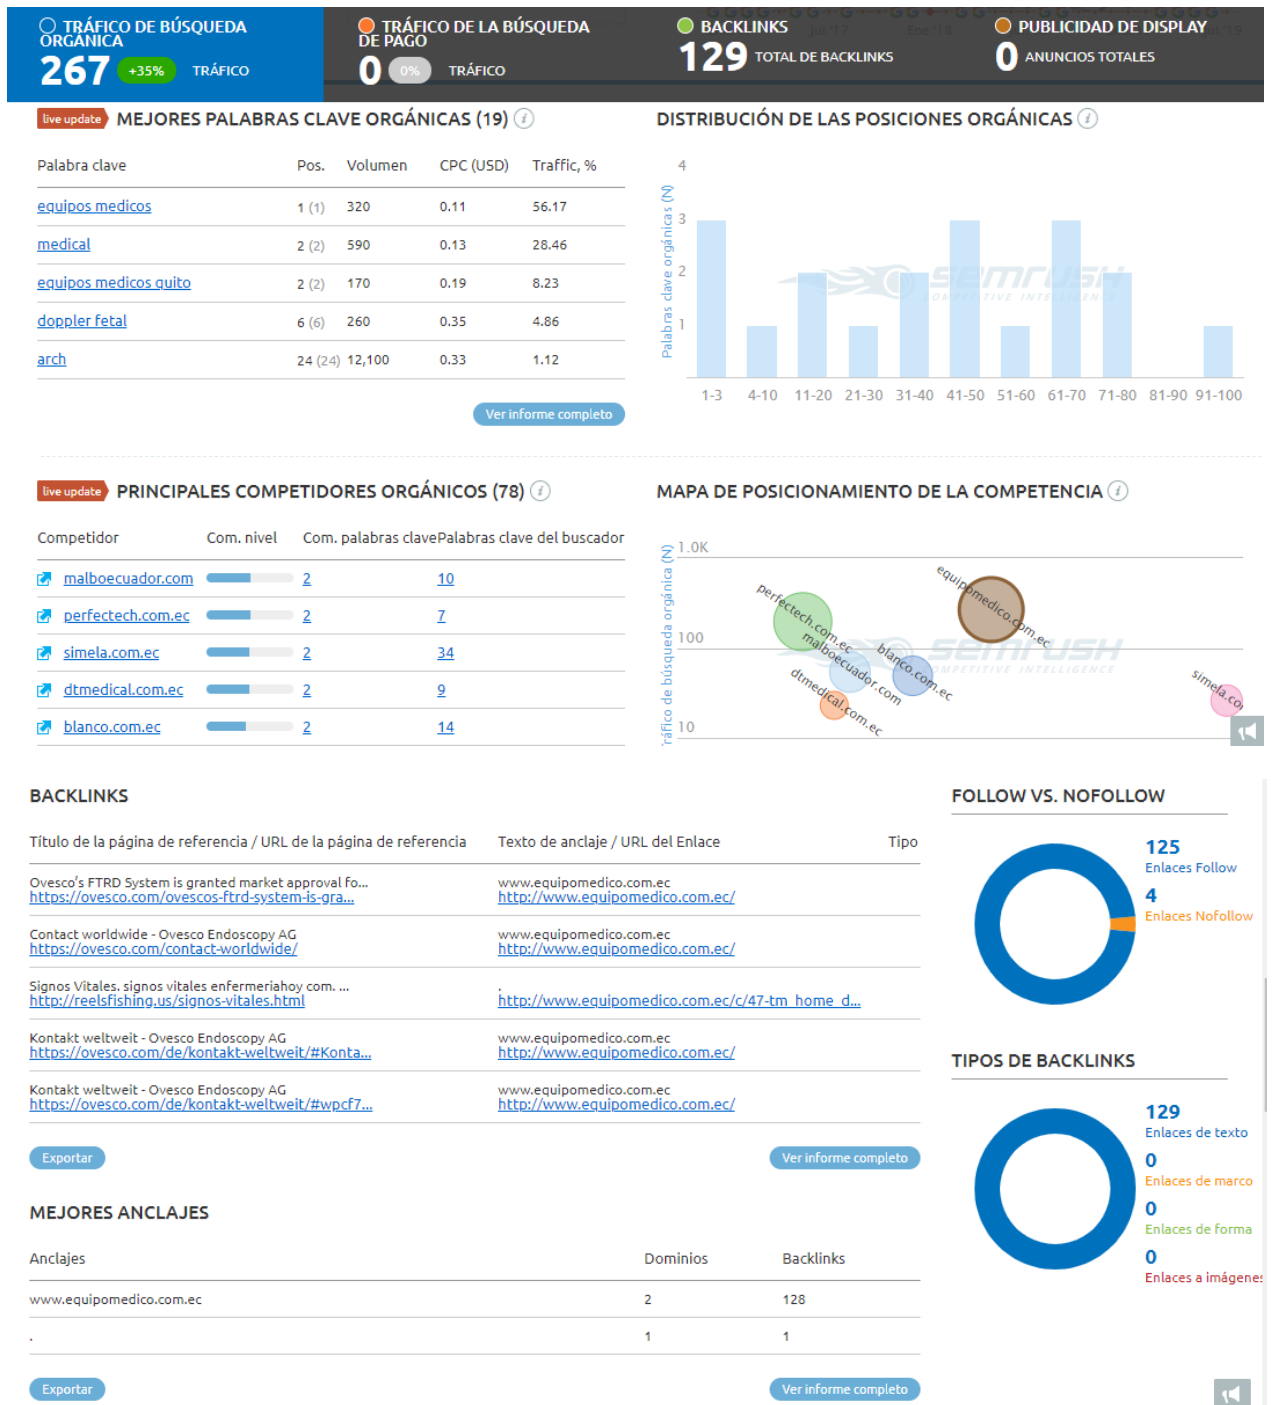 TRÁFICO DE BÚSQUEDA
ORGÁNICA
267 +35% TRÁFICO
TRÁFICO DE LA BÚSQUEDA
DE PAGO
0 0% TRÁFICO
BACKLINKS
129 TOTAL DE BACKLINKS
PUBLICIDAD DE DISPLAY
0 ANUNCIOS TOTALES
live update MEJORES PALABRAS CLAVE ORGÁNICAS (19) i
Palabra clave Pos. Volumen CPC (USD) Traffic, %
equipos medicos 1 (1) 320 0.11 56.17
medical 2 (2) 590 0.13 28.46
equipos medicos quito 2 (2) 170 0.19 8.23
doppler fetal 6 (6) 260 0.35 4.86
arch 24 (24) 12,100 0.33 1.12
Ver informe completo
DISTRIBUCIÓN DE LAS POSICIONES ORGÁNICAS i
Palabras clave orgánicas (N)
4
3
2
1
SEMRUSH
COMPETITIVE INTELLIGENCE
1-3 4-10 11-20 21-30 31-40 41-50 51-60 61-70 71-80 81-90 91-100
live update PRINCIPALES COMPETIDORES ORGÁNICOS (78) i
Competidor Com. nivel Com. palabras clave Palabras clave del buscador
malboecuador.com 2 10
perfectech.com.ec 2 7
simela.com.ec 2 34
dtmedical.com.ec 2 9
blanco.com.ec 2 14
MAPA DE POSICIONAMIENTO DE LA COMPETENCIA i
ráfico de búsqueda orgánica (N)
1.0K
100
10
perfectech.com.ec
equipomedico.com.ec
malboecuador.com
blanco.com.ec
dtmedical.com.ec
simela.co
SEMRUSH
COMPETITIVE INTELLIGENCE
BACKLINKS
Título de la página de referencia / URL de la página de referencia Texto de anclaje / URL del Enlace Tipo
Ovesco's FTRD System is granted market approval fo... www.equipomedico.com.ec
https://ovesco.com/ovescos-ftrd-system-is-gra... http://www.equipomedico.com.ec/
Contact worldwide - Ovesco Endoscopy AG www.equipomedico.com.ec
https://ovesco.com/contact-worldwide/ http://www.equipomedico.com.ec/
Signos Vitales. signos vitales enfermeriahoy com. ... .
http://reelsfishing.us/signos-vitales.html http://www.equipomedico.com.ec/c/47-tm_home_d...
Kontakt weltweit - Ovesco Endoscopy AG www.equipomedico.com.ec
https://ovesco.com/de/kontakt-weltweit/#Konta... http://www.equipomedico.com.ec/
Kontakt weltweit - Ovesco Endoscopy AG www.equipomedico.com.ec
https://ovesco.com/de/kontakt-weltweit/#wpcf7... http://www.equipomedico.com.ec/
Exportar Ver informe completo
FOLLOW VS. NOFOLLOW
125
Enlaces Follow
4
Enlaces Nofollow
TIPOS DE BACKLINKS
129
Enlaces de texto
0
Enlaces de marco
0
Enlaces de forma
0
Enlaces a imágenes
MEJORES ANCLAJES
Anclajes Dominios Backlinks
www.equipomedico.com.ec 2 128
. 1 1
Exportar Ver informe completo